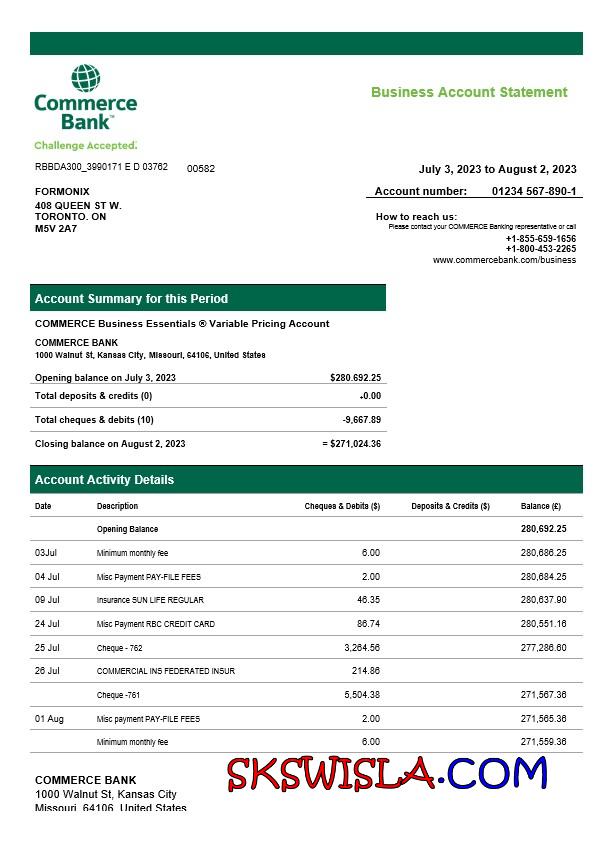 Commerce
Bank™
Challenge Accepted.
Business Account Statement
RBBDA300_3990171 E D 03762 00582
July 3, 2023 to August 2, 2023
FORMONIX
Account number: 01234 567-890-1
408 QUEEN ST W.
TORONTO. ON
M5V 2A7
How to reach us:
Please contact your COMMERCE Banking representative or call
+1-855-659-1656
+1-800-453-2265
www.commercebank.com/business
Account Summary for this Period
COMMERCE Business Essentials ® Variable Pricing Account
COMMERCE BANK
1000 Walnut St, Kansas City, Missouri, 64106, United States
Opening balance on July 3, 2023 $280.692.25
Total deposits & credits (0) +0.00
Total cheques & debits (10) -9,667.89
Closing balance on August 2, 2023 = $271,024.36
Account Activity Details
Date Description Cheques & Debits ($) Deposits & Credits ($) Balance (£)
Opening Balance 280,692.25
03Jul Minimum monthly fee 6.00 280,686.25
04 Jul Misc Payment PAY-FILE FEES 2.00 280,684.25
09 Jul Insurance SUN LIFE REGULAR 46.35 280,637.90
24 Jul Misc Payment RBC CREDIT CARD 86.74 280,551.16
25 Jul Cheque - 762 3,264.56 277,286.60
26 Jul COMMERCIAL INS FEDERATED INSUR 214.86
Cheque -761 5,504.38 271,567.36
01 Aug Misc payment PAY-FILE FEES 2.00 271,565.36
Minimum monthly fee 6.00 271,559.36
SKSWISLA.COM
COMMERCE BANK
1000 Walnut St, Kansas City
Missouri, 64106, United States